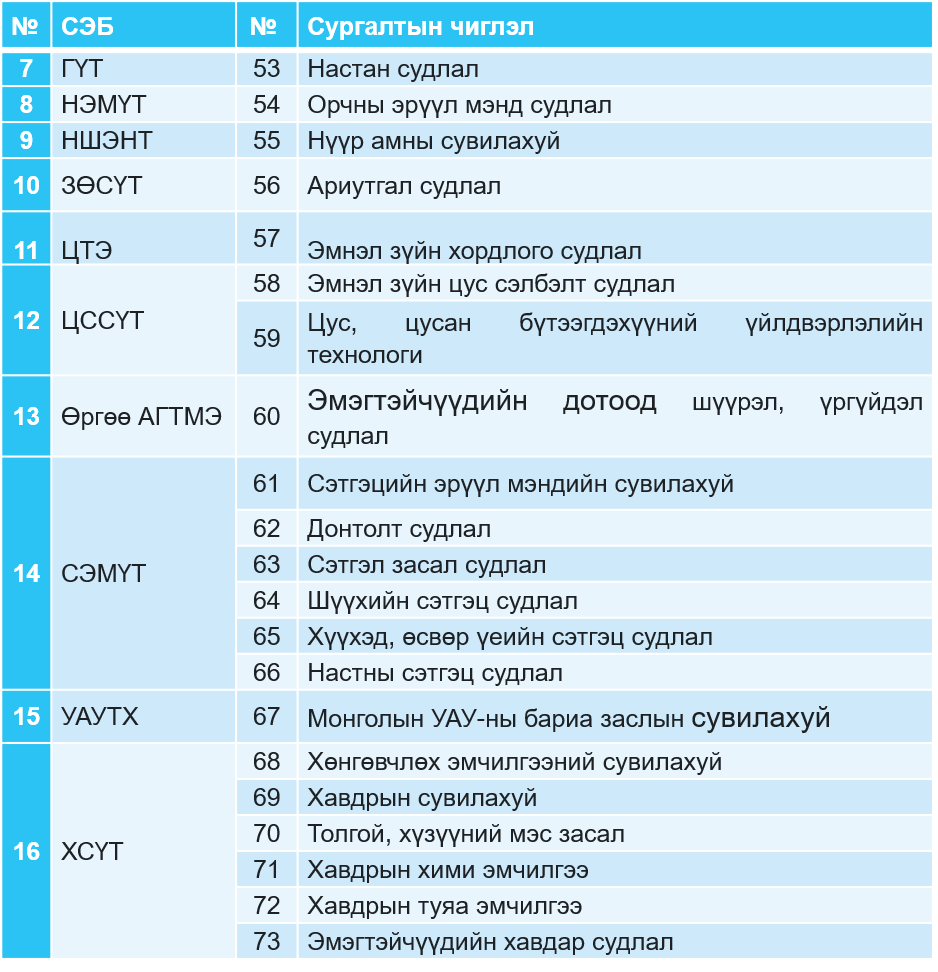 № СЭБ № Сургалтын чиглэл
7 ГҮТ 53 Настан судлал
8 НЭМҮТ 54 Орчны эрүүл мэнд судлал
9 НШЭНТ 55 Нүүр амны сувилахуй
10 ЗӨСҮТ 56 Ариутгал судлал
11 ЦТЭ 57 Эмнэл зүйн хордлого судлал
12 ЦССҮТ 58 Эмнэл зүйн цус сэлбэлт судлал
59 Цус, цусан бүтээгдэхүүний үйлдвэрлэлийн
технологи
13 Өргөө АГТМЭ 60 Эмэгтэйчүүдийн дотоод шүүрэл, үргүйдэл
судлал
14 СЭМҮТ 61 Сэтгэцийн эрүүл мэндийн сувилахуй
62 Донтолт судлал
63 Сэтгэл засал судлал
64 Шүүхийн сэтгэц судлал
65 Хүүхэд, өсвөр үеийн сэтгэц судлал
66 Настны сэтгэц судлал
15 УАУТХ 67 Монголын УАУ-ны бариа заслын сувилахуй
16 ХСҮТ 68 Хөнгөвчлөх эмчилгээний сувилахуй
69 Хавдрын сувилахуй
70 Толгой, хүзүүний мэс засал
71 Хавдрын хими эмчилгээ
72 Хавдрын туяа эмчилгээ
73 Эмэгтэйчүүдийн хавдар судлал